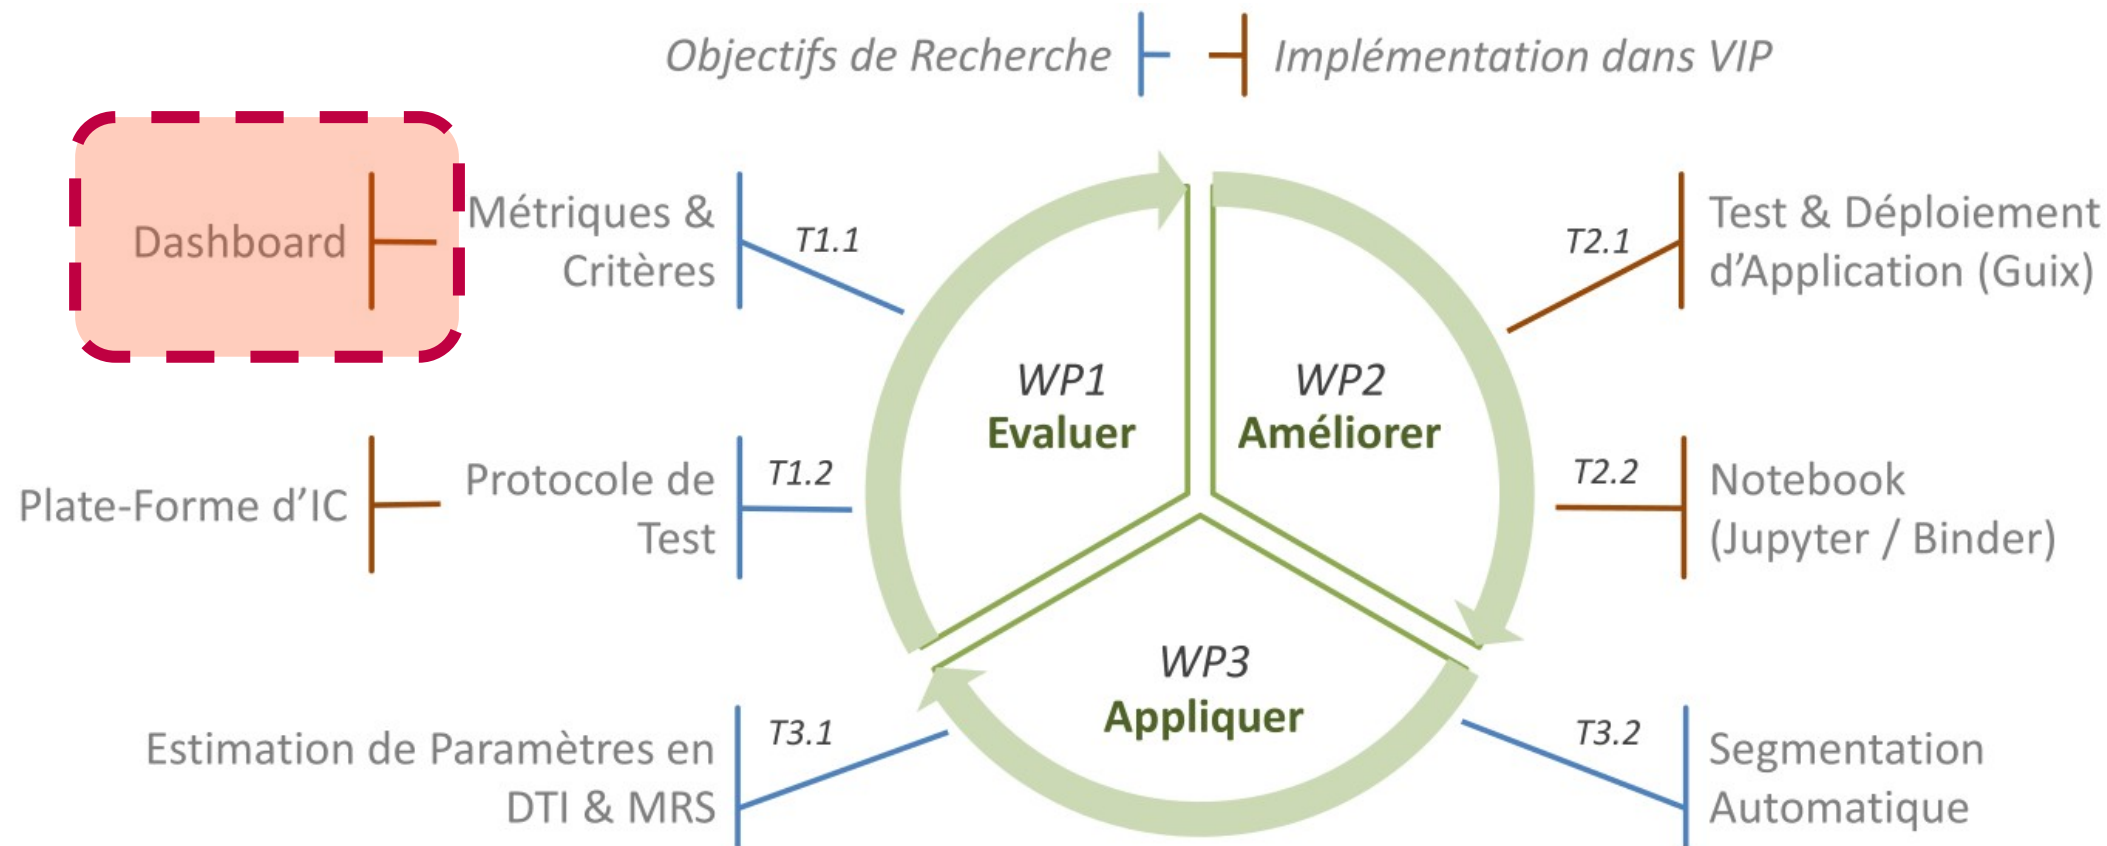 Objectifs de Recherche
Implémentation dans VIP
Dashboard
Métriques &
Critères
T1.1
T2.1
Test & Déploiement
d'Application (Guix)
WP1
Evaluer
WP2
Améliorer
Plate-Forme d'IC
Protocole de
Test
T1.2
T2.2
Notebook
(Jupyter / Binder)
WP3
Appliquer
Estimation de Paramètres en
DTI & MRS
T3.1
T3.2
Segmentation
Automatique